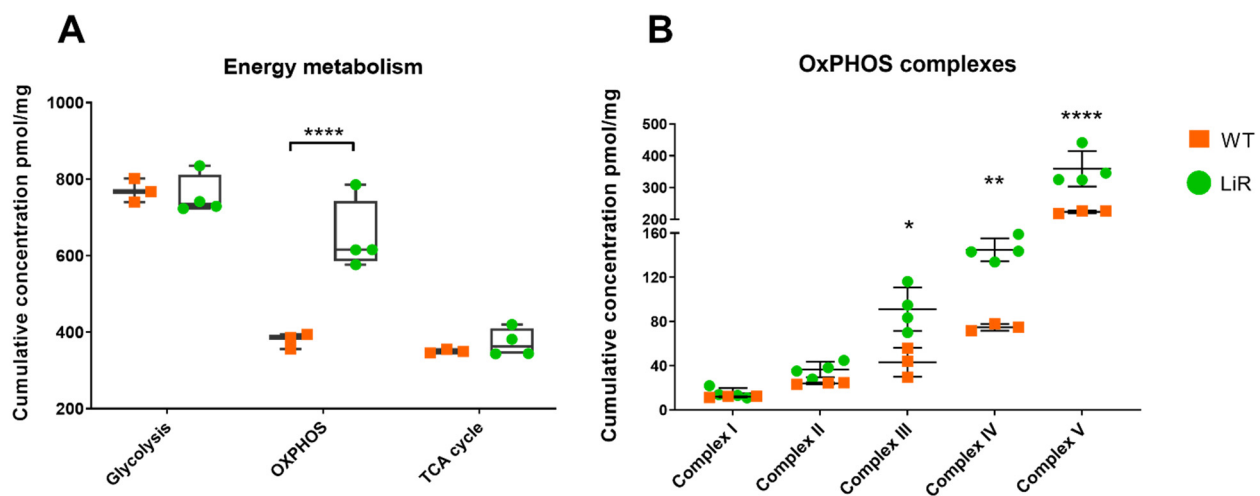 A
Energy metabolism
Cumulative concentration pmol/mg
1000
800
600
400
200
****
Glycolysis
OXPHOS
TCA cycle
B
OxPHOS complexes
Cumulative concentration pmol/mg
500
400
300
200
160
120
80
40
0
*
**
****
Complex I
Complex II
Complex III
Complex IV
Complex V
WT
LiR